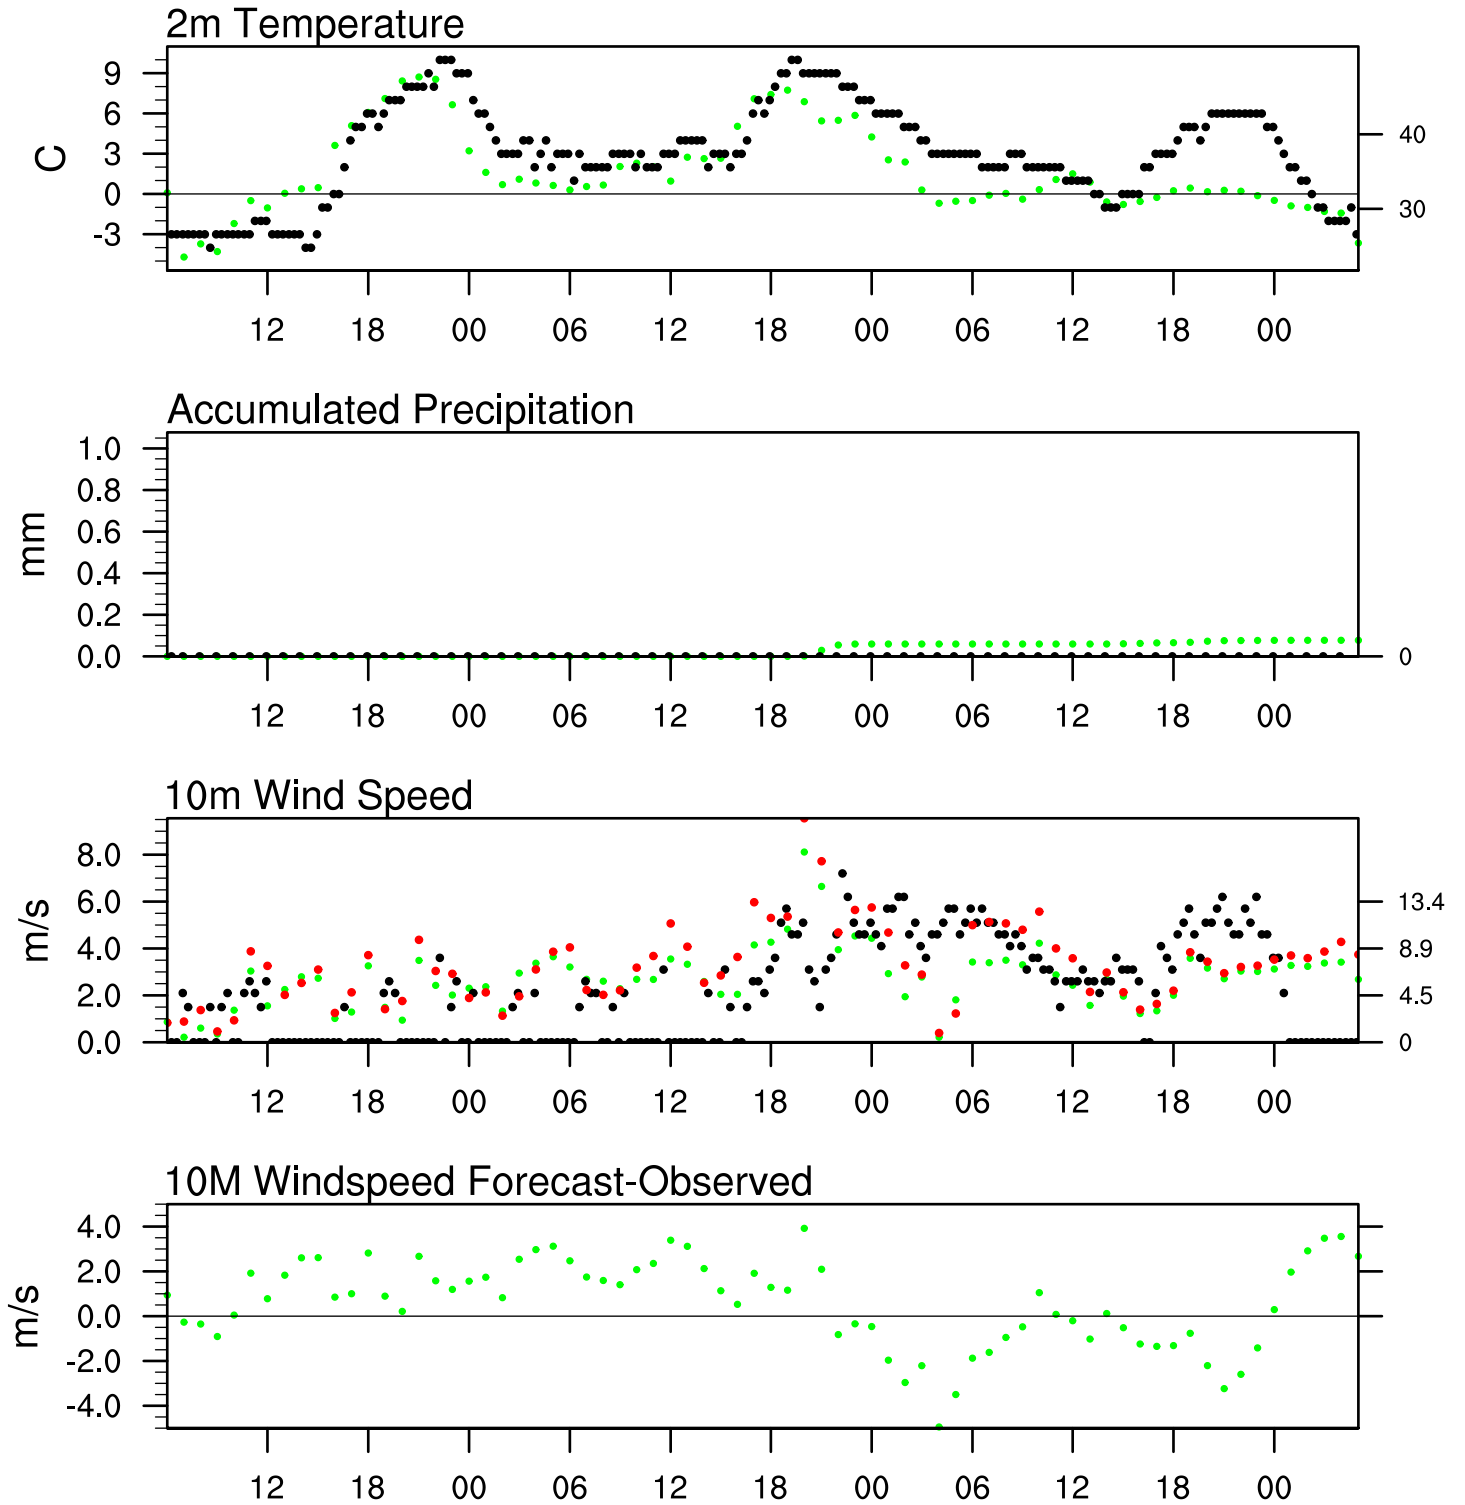 2m Temperature
9
6
3
0
-3
C
40
30
12 18 00 06 12 18 00 06 12 18 00
Accumulated Precipitation
1.0
0.8
0.6
0.4
0.2
0.0
mm
0
12 18 00 06 12 18 00 06 12 18 00
10m Wind Speed
8.0
6.0
4.0
2.0
0.0
m/s
13.4
8.9
4.5
0
12 18 00 06 12 18 00 06 12 18 00
10M Windspeed Forecast-Observed
4.0
2.0
0.0
-2.0
-4.0
m/s
12 18 00 06 12 18 00 06 12 18 00